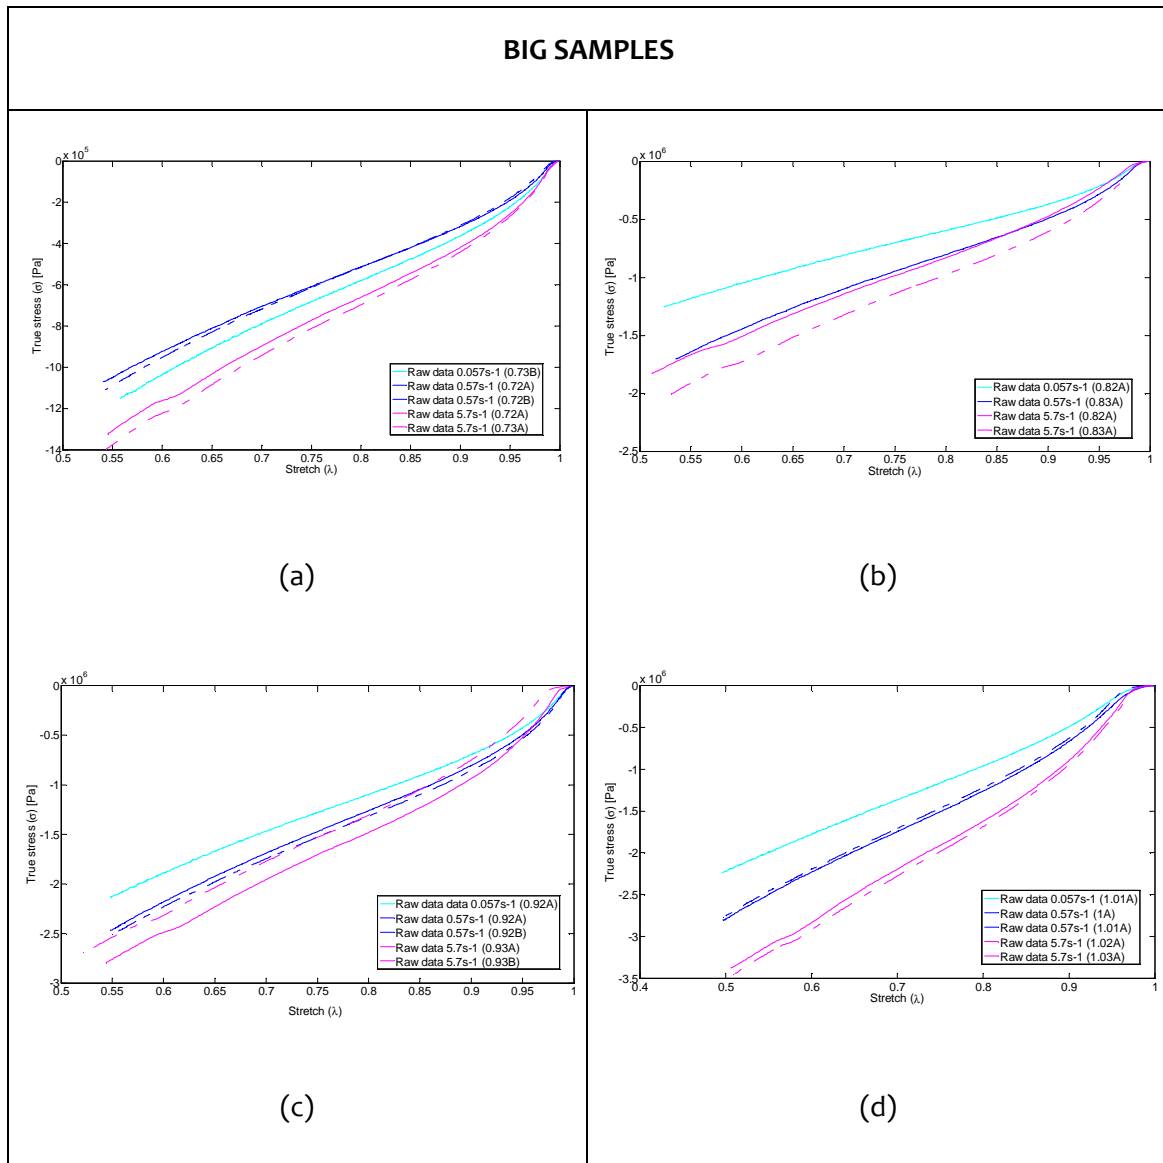 BIG SAMPLES
x 10^5
0
-2
-4
-6
-8
-10
-12
-14
0.5 0.55 0.6 0.65 0.7 0.75 0.8 0.85 0.9 0.95 1
Stretch (λ)
True stress (σ) [Pa]
Raw data 0.057s-1 (0.73B)
Raw data 0.57s-1 (0.72A)
Raw data 0.57s-1 (0.72B)
Raw data 5.7s-1 (0.72A)
Raw data 5.7s-1 (0.73A)
(a)
x 10^6
0
-0.5
-1
-1.5
-2
-2.5
0.5 0.55 0.6 0.65 0.7 0.75 0.8 0.85 0.9 0.95 1
Stretch (λ)
True stress (σ) [Pa]
Raw data 0.057s-1 (0.82A)
Raw data 0.57s-1 (0.83A)
Raw data 5.7s-1 (0.82A)
Raw data 5.7s-1 (0.83A)
(b)
x 10^6
0
-0.5
-1
-1.5
-2
-2.5
-3
0.5 0.55 0.6 0.65 0.7 0.75 0.8 0.85 0.9 0.95 1
Stretch (λ)
True stress (σ) [Pa]
Raw data data 0.057s-1 (0.92A)
Raw data 0.57s-1 (0.92A)
Raw data 0.57s-1 (0.92B)
Raw data 5.7s-1 (0.93A)
Raw data 5.7s-1 (0.93B)
(c)
x 10^6
0
-0.5
-1
-1.5
-2
-2.5
-3
-3.5
0.4 0.5 0.6 0.7 0.8 0.9 1
Stretch (λ)
True stress (σ) [Pa]
Raw data 0.057s-1 (1.01A)
Raw data 0.57s-1 (1A)
Raw data 0.57s-1 (1.01A)
Raw data 5.7s-1 (1.02A)
Raw data 5.7s-1 (1.03A)
(d)